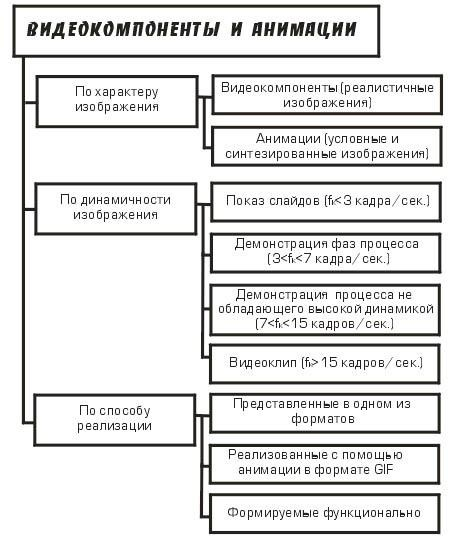 ВИДЕОКОМПОНЕНТЫ И АНИМАЦИИ
По характеру
изображения
Видеокомпоненты (реалистичные
изображения)
Анимации (условные и
синтезированные изображения)
По динамичности
изображения
Показ слайдов (fk<3 кадра/сек.)
Демонстрация фаз процесса
(3<fk<7 кадра/сек.)
Демонстрация процесса не
обладающего высокой динамикой
(7<fk<15 кадров/сек.)
Видеоклип (fk>15 кадров/сек.)
По способу
реализации
Представленные в одном из
форматов
Реализованные с помощью
анимации в формате GIF
Формируемые функционально